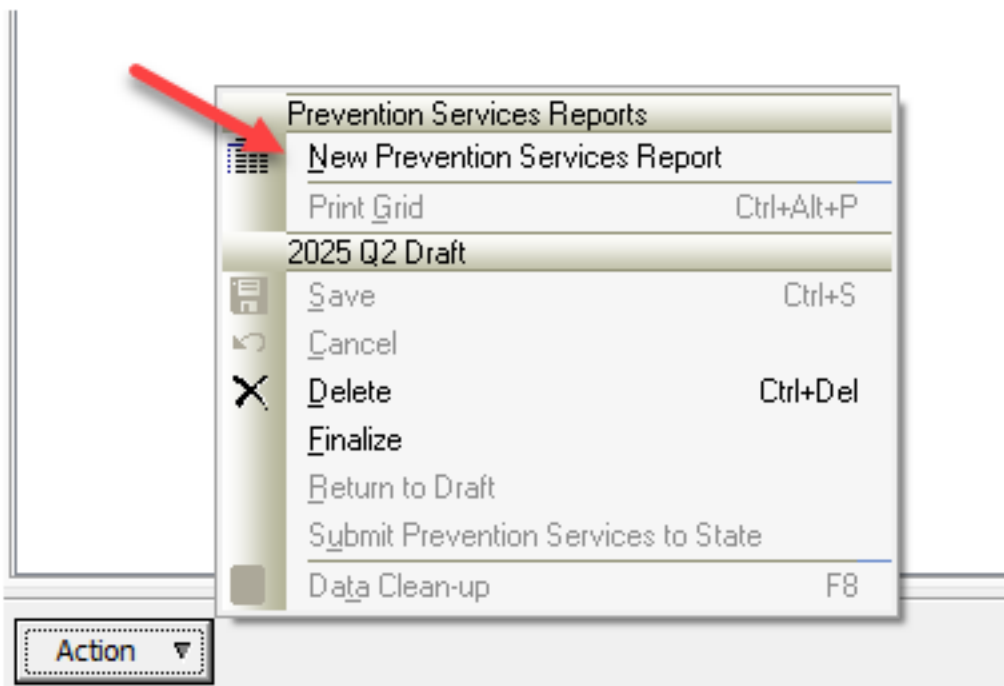 Prevention Services Reports
New Prevention Services Report
Print Grid Ctrl+Alt+P
2025 Q2 Draft
Save Ctrl+S
Cancel
Delete Ctrl+Del
Finalize
Return to Draft
Submit Prevention Services to State
Data Clean-up F8
Action